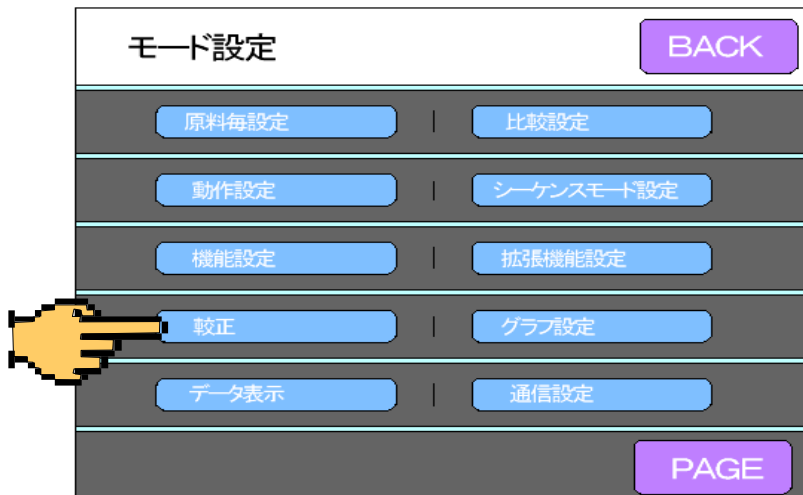 モード設定 BACK
原料毎設定 比較設定
動作設定 シーケンスモード設定
機能設定 拡張機能設定
較正 グラフ設定
データ表示 通信設定
PAGE